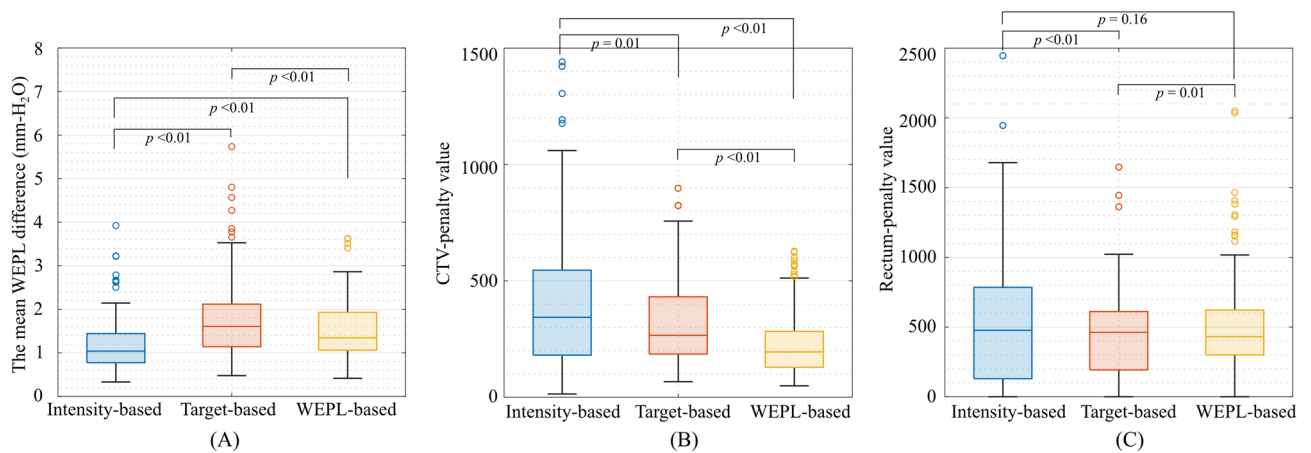 The mean WEPL difference (mm-H₂O)
8
7
6
5
4
3
2
1
0
p <0.01
p <0.01
p <0.01
Intensity-based Target-based WEPL-based
(A)
CTV-penalty value
1500
1000
500
0
p <0.01
p = 0.01
p <0.01
Intensity-based Target-based WEPL-based
(B)
Rectum-penalty value
2500
2000
1500
1000
500
0
p = 0.16
p <0.01
p = 0.01
Intensity-based Target-based WEPL-based
(C)